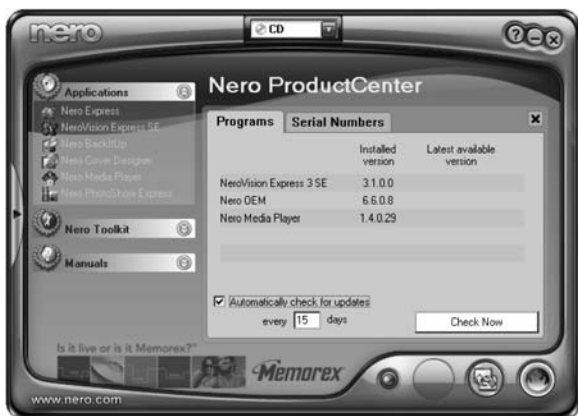 nero
CD
Applications
Nero Express
NeroVision Express SE
Nero BackItUp
Nero Cover Designer
Nero Media Player
Nero PhotoShow Express
Nero Toolkit
Manuals
Nero ProductCenter
Programs
Serial Numbers
Installed version
Latest available version
NeroVision Express 3 SE 3.1.0.0
Nero OEM 6.6.0.8
Nero Media Player 1.4.0.29
Automatically check for updates
every 15 days
Check Now
Is it live or is it Memorex?™
Memorex
www.nero.com